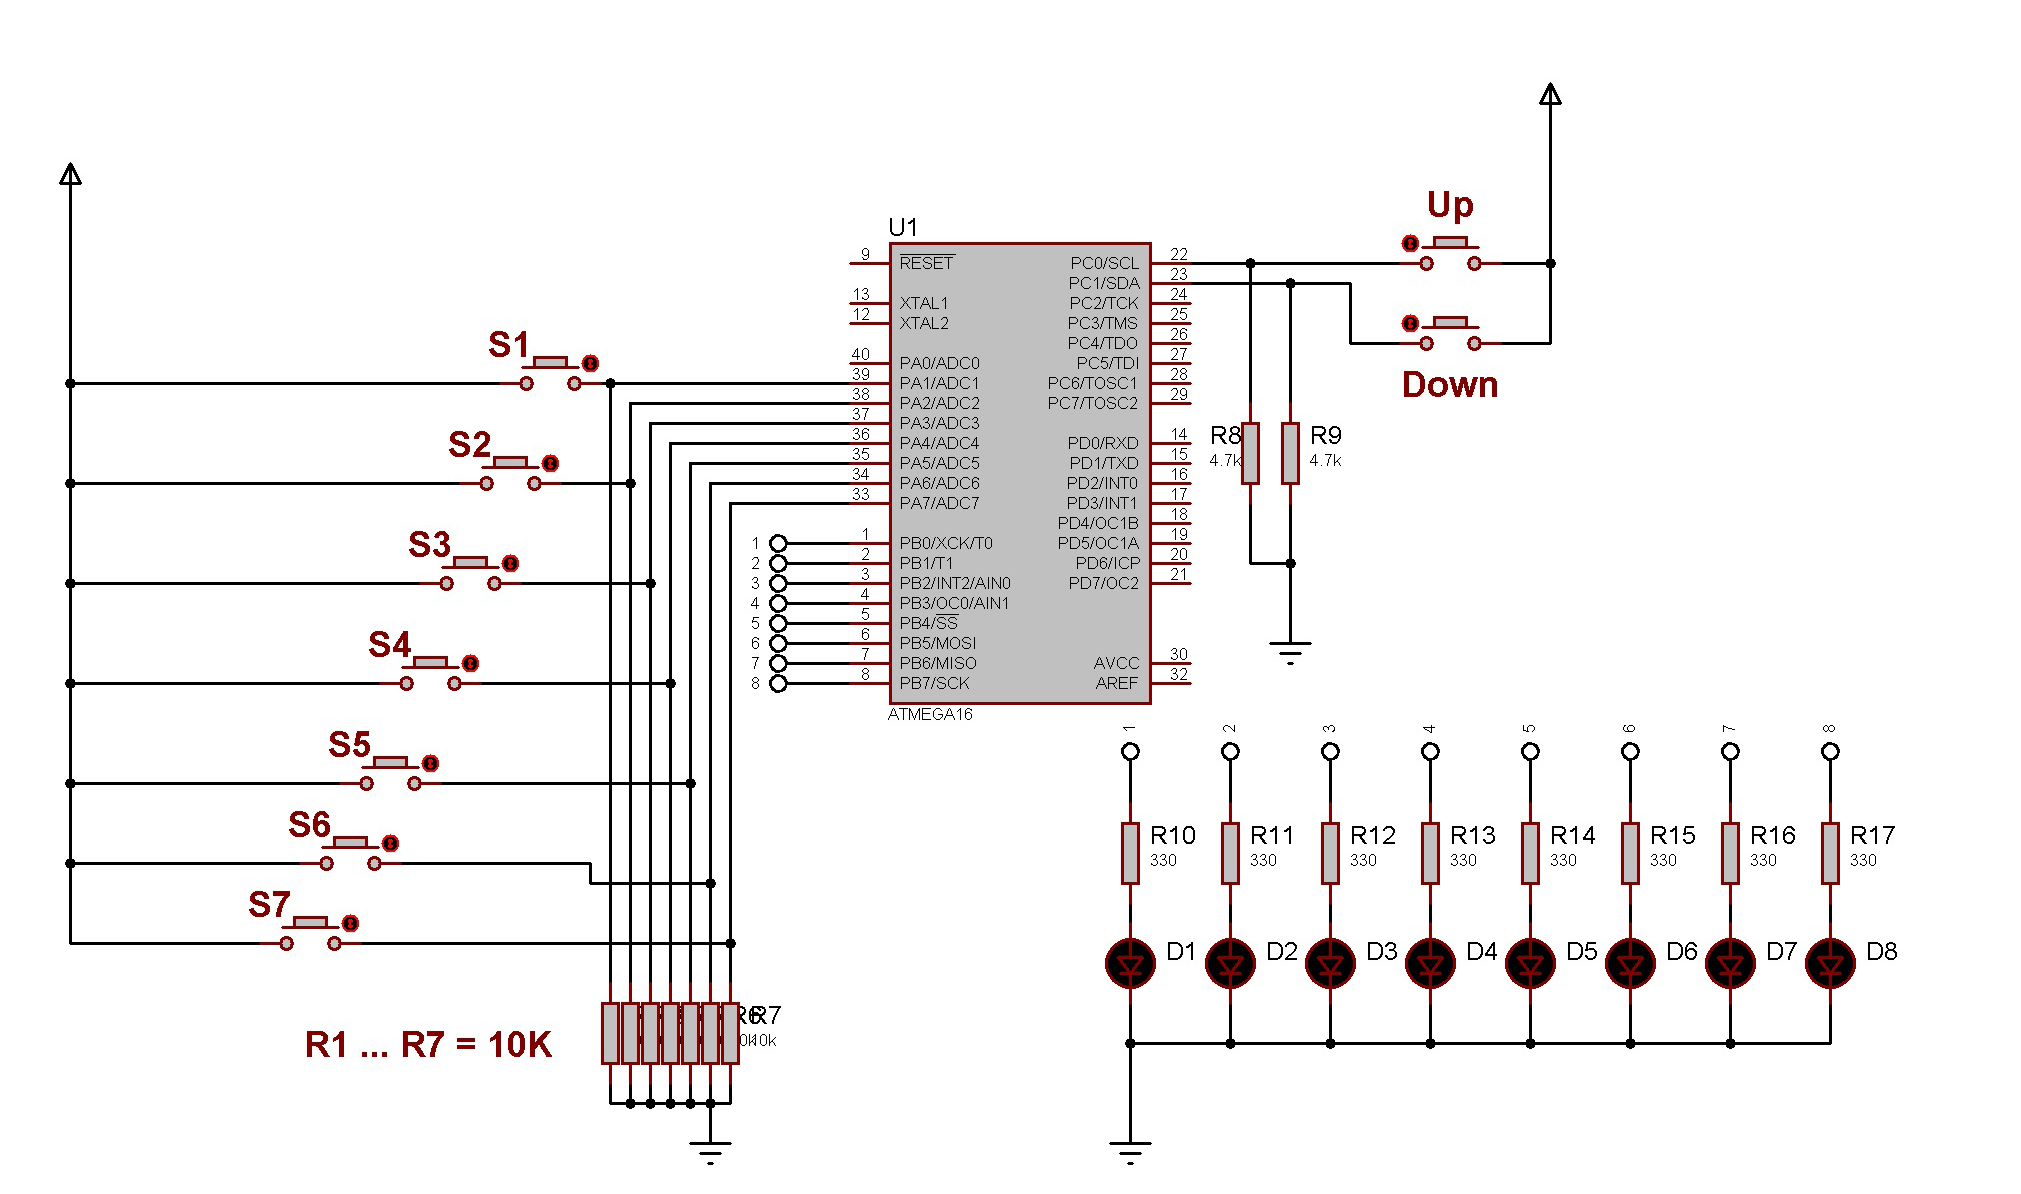 Up
U1
9 RESET PC0/SCL 22
PC1/SDA 23
13 XTAL1 PC2/TCK 24
12 XTAL2 PC3/TMS 25
PC4/TDO 26
40 PA0/ADC0 PC5/TDI 27
39 PA1/ADC1 PC6/TOSC1 28
38 PA2/ADC2 PC7/TOSC2 29
37 PA3/ADC3
36 PA4/ADC4 PD0/RXD 14
35 PA5/ADC5 PD1/TXD 15
34 PA6/ADC6 PD2/INT0 16
33 PA7/ADC7 PD3/INT1 17
PD4/OC1B 18
1 1 PB0/XCK/T0 PD5/OC1A 19
2 2 PB1/T1 PD6/ICP 20
3 3 PB2/INT2/AIN0 PD7/OC2 21
4 4 PB3/OC0/AIN1
5 5 PB4/SS
6 6 PB5/MOSI
7 7 PB6/MISO AVCC 30
8 8 PB7/SCK AREF 32
ATMEGA16
Down
S1
S2
S3
S4
S5
S6
S7
R8
4.7k
R9
4.7k
1 2 3 4 5 6 7 8
R10 R11 R12 R13 R14 R15 R16 R17
330 330 330 330 330 330 330 330
D1 D2 D3 D4 D5 D6 D7 D8
R7
10k
R1 ... R7 = 10K